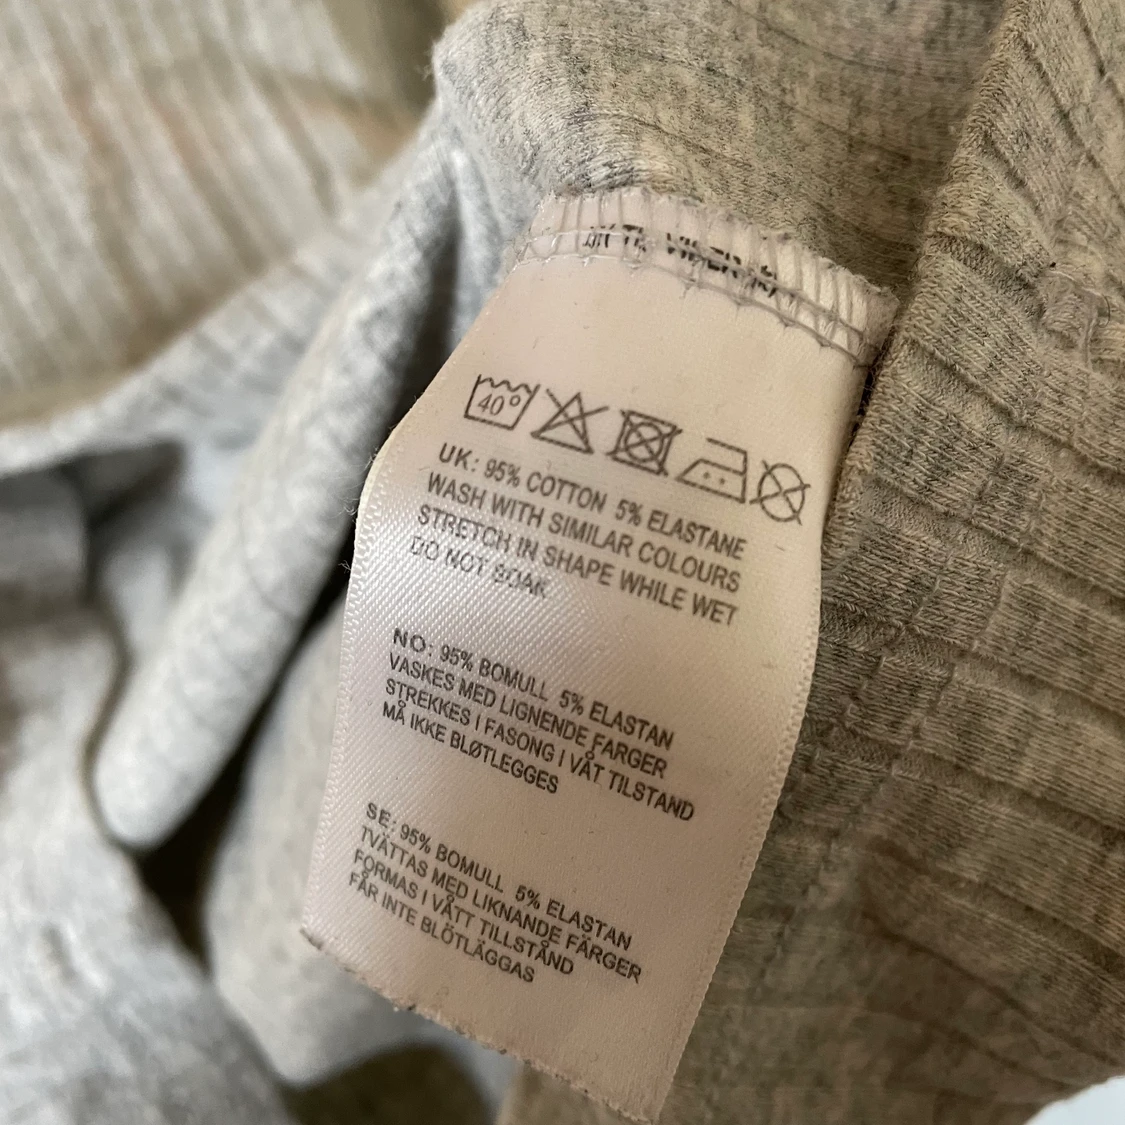 40°
UK: 95% COTTON 5% ELASTANE
WASH WITH SIMILAR COLOURS
STRETCH IN SHAPE WHILE WET
DO NOT SOAK
NO: 95% BOMULL 5% ELASTAN
VASKES MED LIGNENDE FARGER
STREKKES I FASONG I VÅT TILSTAND
MÅ IKKE BLØTLEGGES
SE: 95% BOMULL 5% ELASTAN
TVÄTTAS MED LIKNANDE FÄRGER
FORMAS I VÅTT TILLSTÅND
FÅR INTE BLÖTLÄGGAS